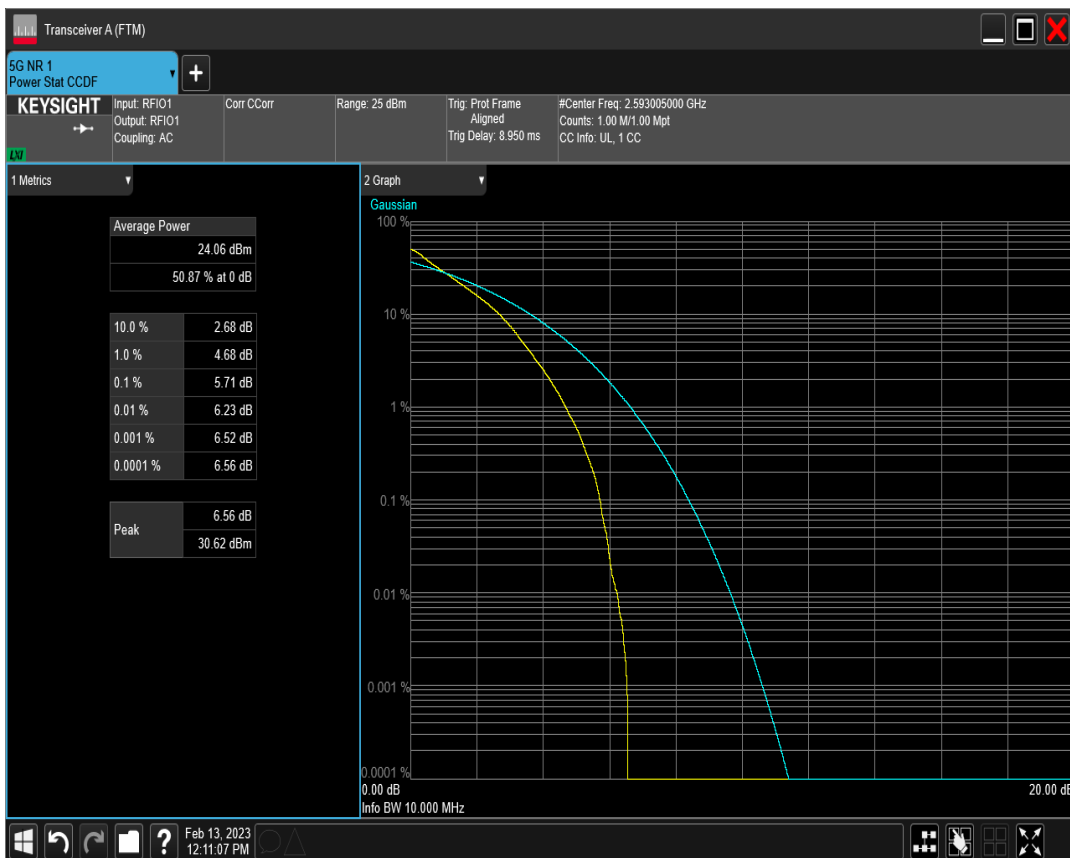 Transceiver A (FTM)
5G NR 1
Power Stat CCDF
+
KEYSIGHT
LXI
Input: RFIO1
Output: RFIO1
Coupling: AC
Corr CCorr
Range: 25 dBm
Trig: Prot Frame
Aligned
Trig Delay: 8.950 ms
#Center Freq: 2.593005000 GHz
Counts: 1.00 M/1.00 Mpt
CC Info: UL, 1 CC
1 Metrics
Average Power
24.06 dBm
50.87 % at 0 dB
10.0 % 2.68 dB
1.0 % 4.68 dB
0.1 % 5.71 dB
0.01 % 6.23 dB
0.001 % 6.52 dB
0.0001 % 6.56 dB
Peak
6.56 dB
30.62 dBm
2 Graph
Gaussian
100 %
10 %
1 %
0.1 %
0.01 %
0.001 %
0.0001 %
0.00 dB 20.00 dB
Info BW 10.000 MHz
?
Feb 13, 2023
12:11:07 PM